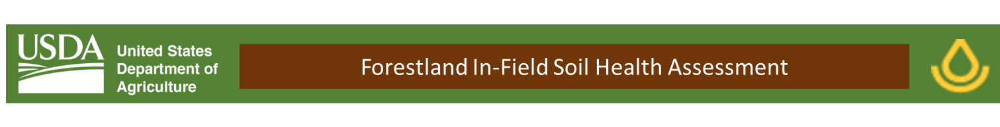 USDA
United States
Department of
Agriculture
Forestland In-Field Soil Health Assessment